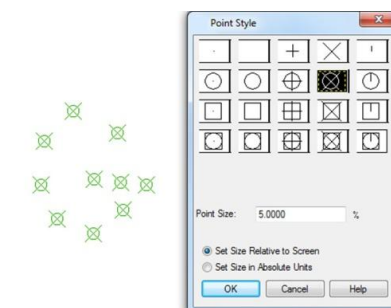 Point Style
Point Size: 5.0000 %
Set Size Relative to Screen
Set Size in Absolute Units
OK Cancel Help